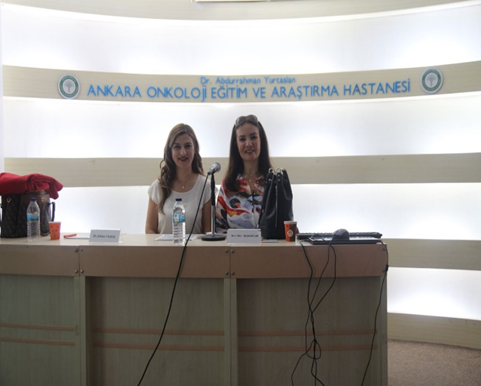 Dr. Abdurrahman Yurtaslan
ANKARA ONKOLOJİ EĞİTİM VE ARAŞTIRMA HASTANESİ